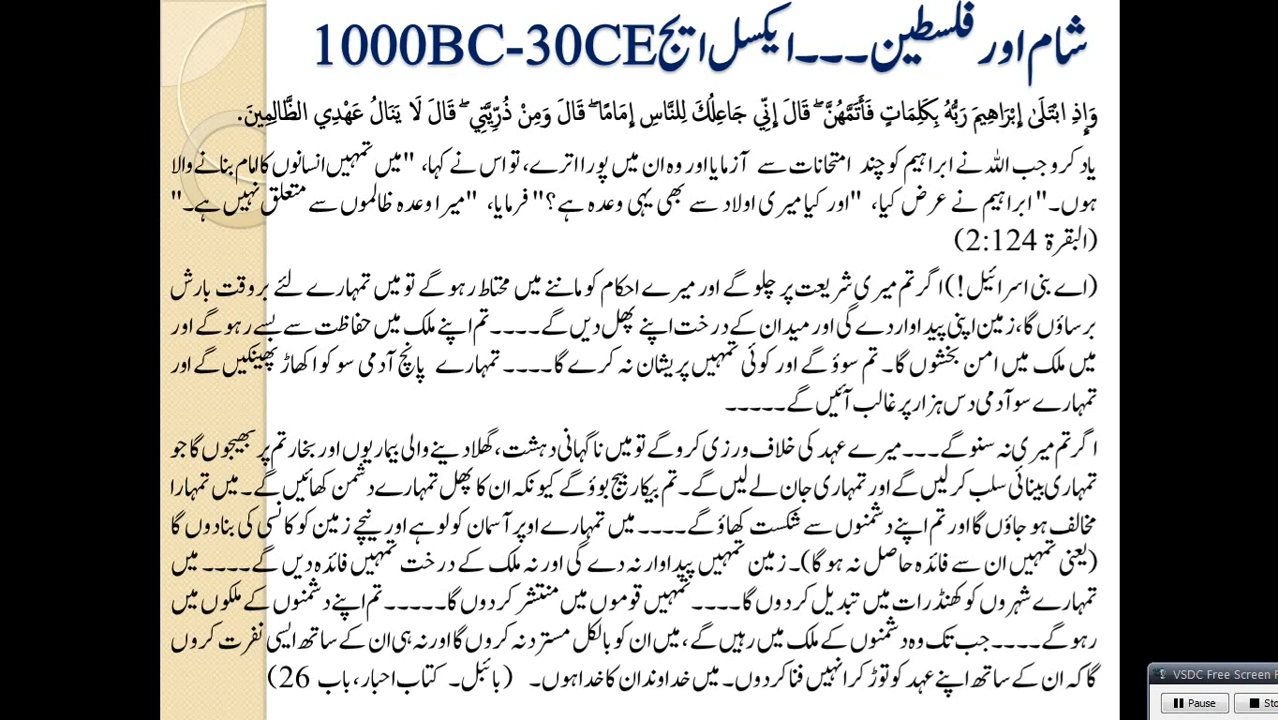 شام اور فلسطین۔۔۔ایکسل ایج 1000BC-30CE
وَإِذِ ابْتَلَىٰ إِبْرَاهِيمَ رَبُّهُ بِكَلِمَاتٍ فَأَتَمَّهُنَّ ۖ قَالَ إِنِّي جَاعِلُكَ لِلنَّاسِ إِمَامًا ۖ قَالَ وَمِنْ ذُرِّيَّتِي ۖ قَالَ لَا يَنَالُ عَهْدِي الظَّالِمِينَ.
یاد کرو جب اللہ نے ابراہیم کو چند امتحانات سے آزمایا اور وہ ان میں پورا اترے، تو اس نے کہا، "میں تمہیں انسانوں کا امام بنانے والا
ہوں۔" ابراہیم نے عرض کیا، "اور کیا میری اولاد سے بھی یہی وعدہ ہے؟" فرمایا، "میرا وعدہ ظالموں سے متعلق نہیں ہے۔"
(البقرۃ 2:124)
(اے بنی اسرائیل!) اگر تم میری شریعت پر چلو گے اور میرے احکام کو ماننے میں محتاط رہو گے تو میں تمہارے لئے بروقت بارش
برساؤں گا، زمین اپنی پیداوار دے گی اور میدان کے درخت اپنے پھل دیں گے۔۔۔۔تم اپنے ملک میں حفاظت سے بسے رہو گے اور
میں ملک میں امن بخشوں گا۔ تم سوؤ گے اور کوئی تمہیں پریشان نہ کرے گا۔۔۔۔تمہارے پانچ آدمی سو کو اکھاڑ پھینکیں گے اور
تمہارے سو آدمی دس ہزار پر غالب آئیں گے۔۔۔۔۔
اگر تم میری نہ سنو گے۔۔۔میرے عہد کی خلاف ورزی کرو گے تو میں ناگہانی دہشت، گھلا دینے والی بیماریوں اور بخار تم پر بھیجوں گا جو
تمہاری بینائی سلب کر لیں گے اور تمہاری جان لے لیں گے۔ تم بیکار بیج بوؤ گے کیونکہ ان کا پھل تمہارے دشمن کھائیں گے۔ میں تمہارا
مخالف ہو جاؤں گا اور تم اپنے دشمنوں سے شکست کھاؤ گے۔۔۔۔ میں تمہارے اوپر آسمان کو لوہے اور نیچے زمین کو کانسی کی بنا دوں گا
(یعنی تمہیں ان سے فائدہ حاصل نہ ہو گا)۔ زمین تمہیں پیداوار نہ دے گی اور نہ ملک کے درخت تمہیں فائدہ دیں گے۔۔۔۔ میں
تمہارے شہروں کو کھنڈرات میں تبدیل کر دوں گا۔۔۔۔تمہیں قوموں میں منتشر کر دوں گا۔۔۔۔۔تم اپنے دشمنوں کے ملکوں میں
رہو گے۔۔۔۔جب تک وہ دشمنوں کے ملک میں رہیں گے، میں ان کو بالکل مسترد نہ کروں گا اور نہ ہی ان کے ساتھ ایسی نفرت کروں
گا کہ ان کے ساتھ اپنے عہد کو توڑ کر انہیں فنا کر دوں۔ میں خداوند ان کا خدا ہوں۔ (بائبل۔ کتاب احبار، باب 26)
VSDC Free Screen
Pause